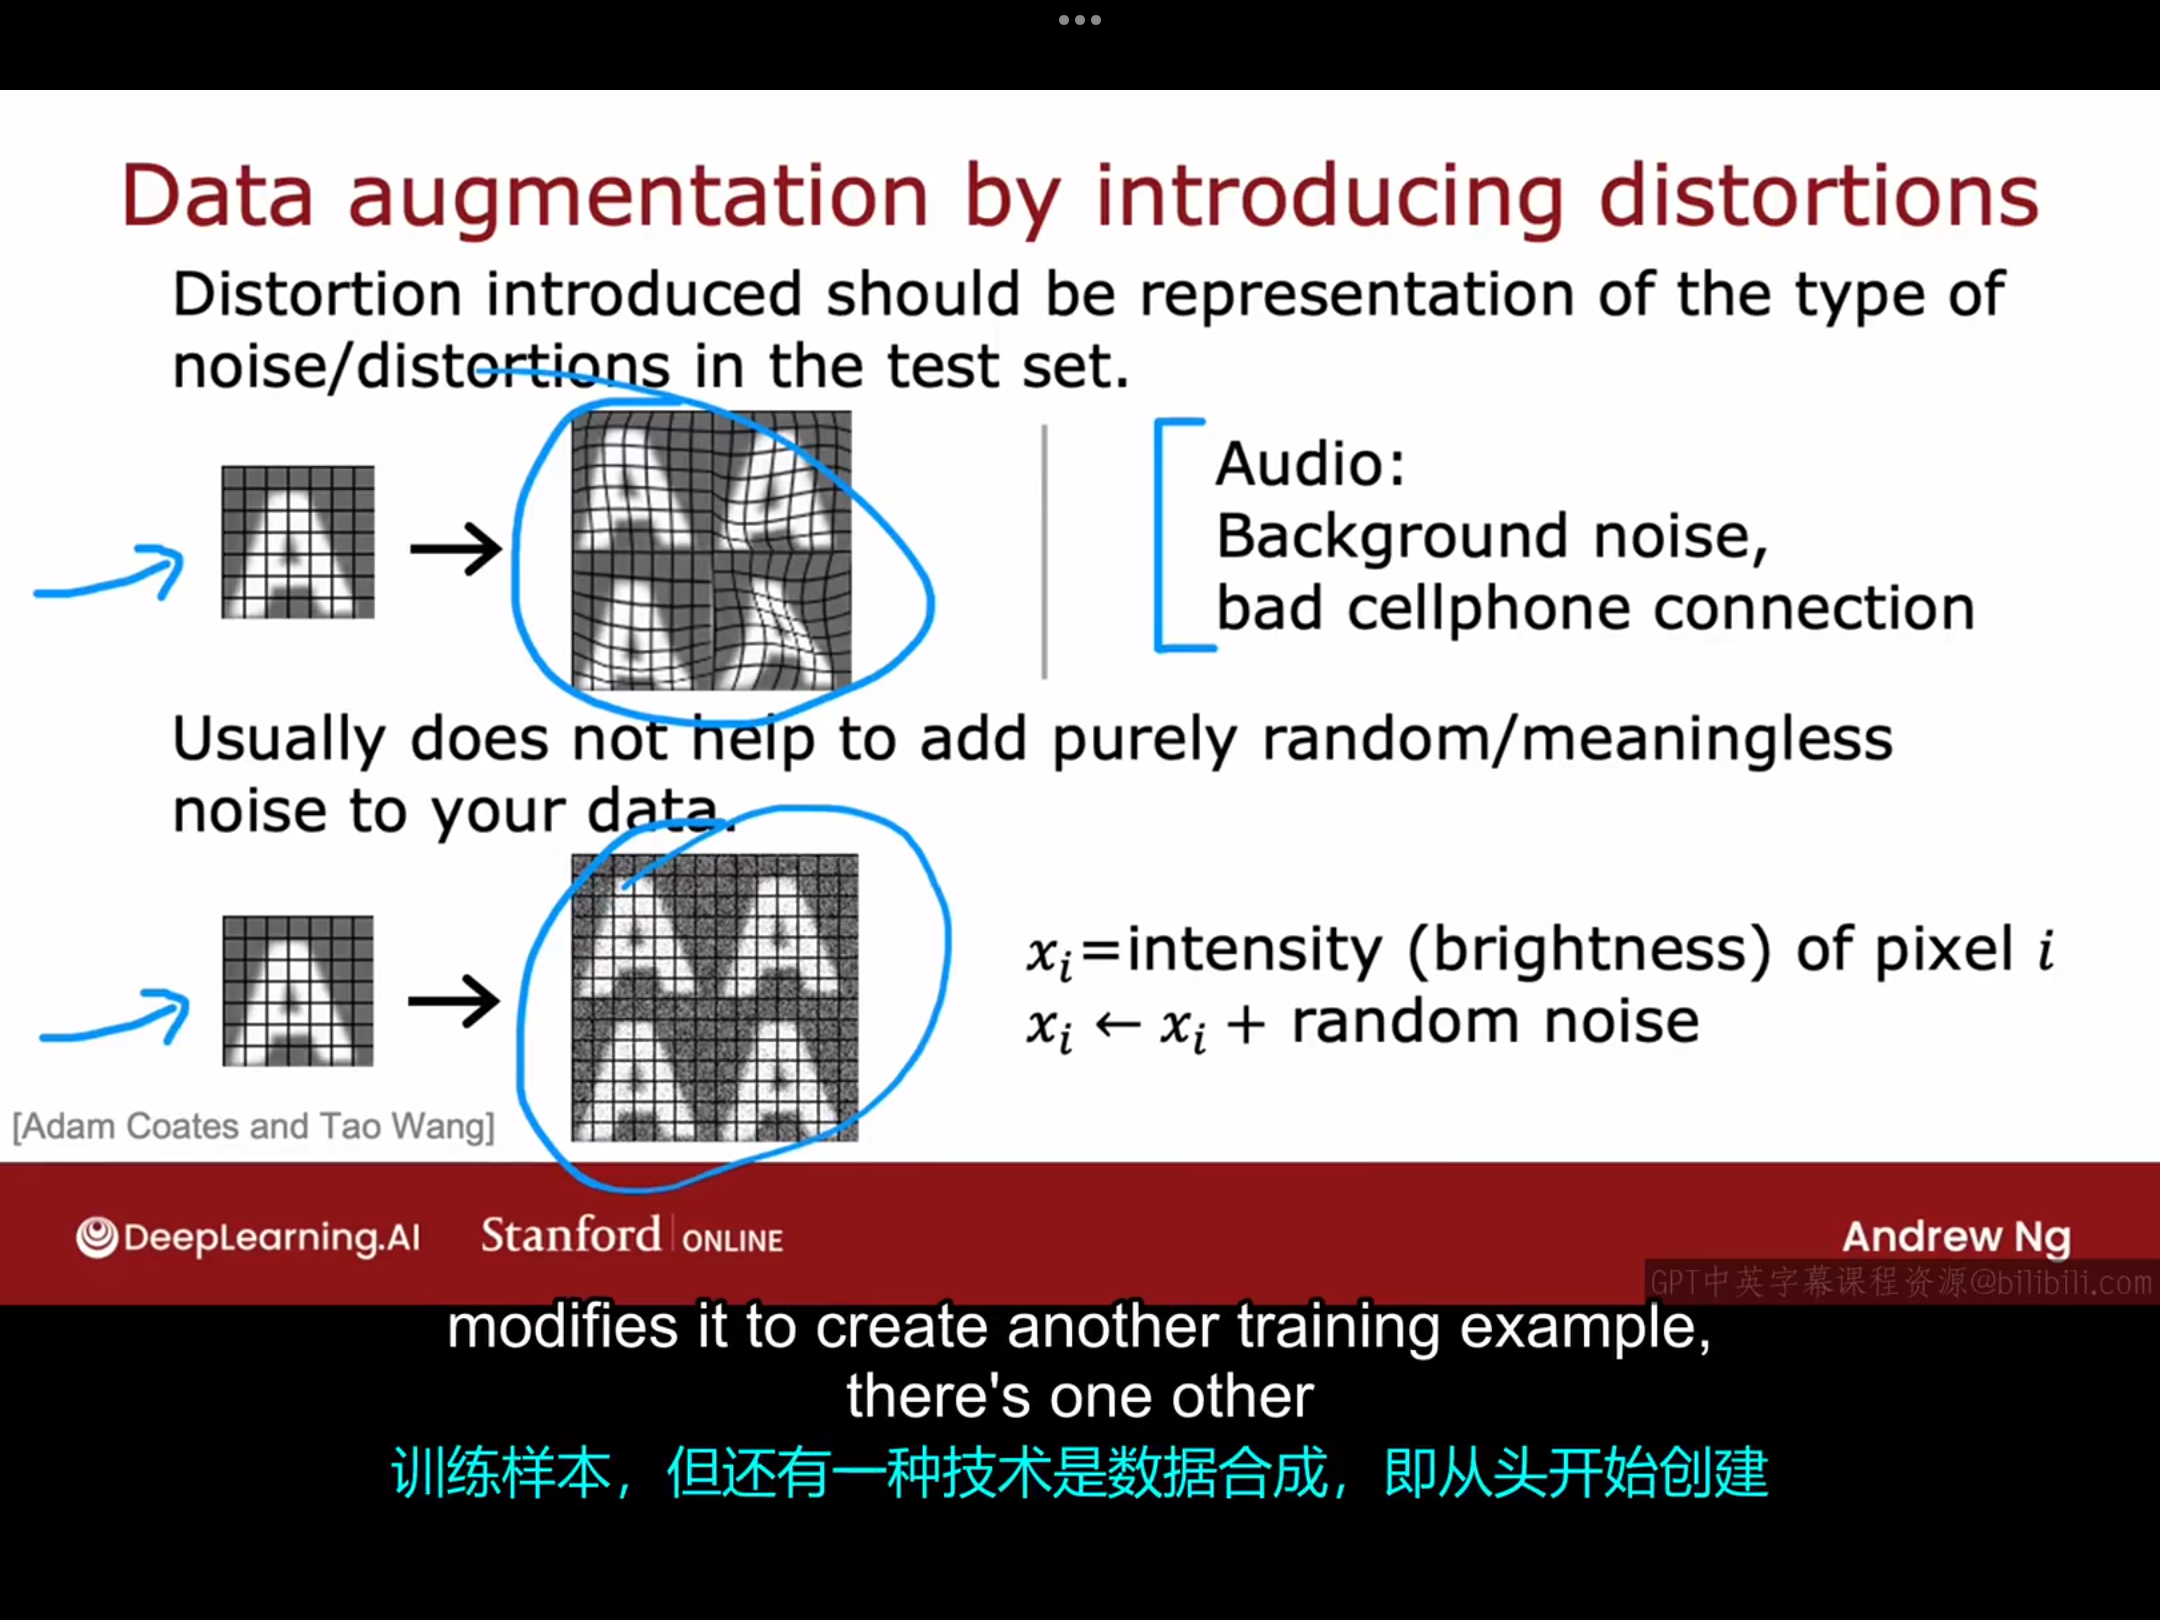 Data augmentation by introducing distortions
Distortion introduced should be representation of the type of
noise/distortions in the test set.
Audio:
Background noise,
bad cellphone connection
Usually does not help to add purely random/meaningless
noise to your data.
xᵢ=intensity (brightness) of pixel i
xᵢ ← xᵢ + random noise
[Adam Coates and Tao Wang]
DeepLearning.AI Stanford ONLINE Andrew Ng
GPT中英字幕课程资源@bilibili.com
modifies it to create another training example,
there's one other
训练样本，但还有一种技术是数据合成，即从头开始创建